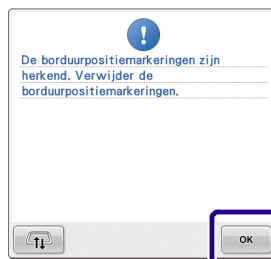 De borduurpositiemarkeringen zijn
herkend. Verwijder de
borduurpositiemarkeringen.
OK